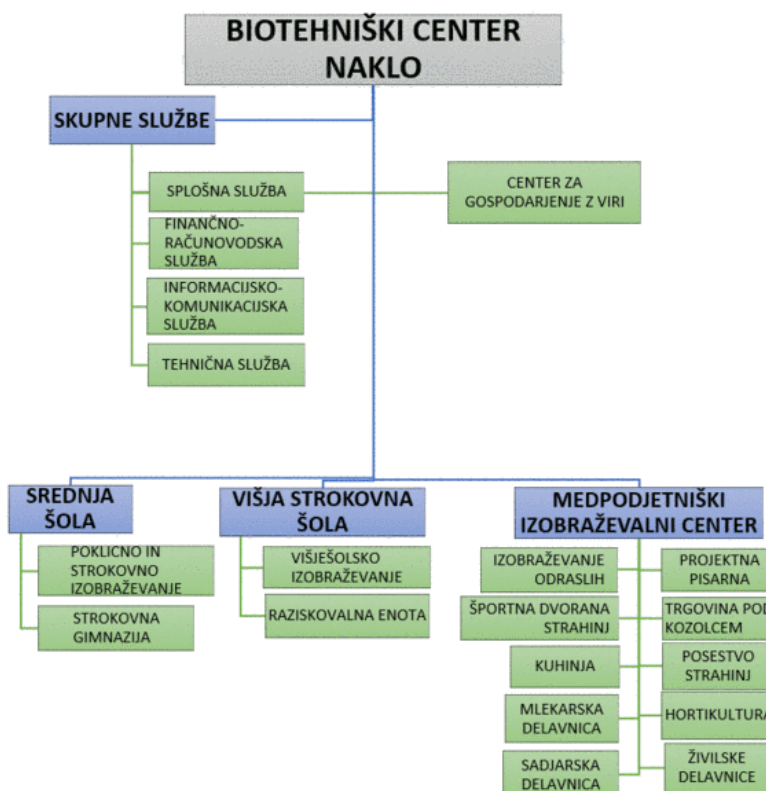 BIOTEHNIŠKI CENTER
NAKLO
SKUPNE SLUŽBE
SPLOŠNA SLUŽBA
CENTER ZA
GOSPODARJENJE Z VIRI
FINANČNO-
RAČUNOVODSKA
SLUŽBA
INFORMACIJSKO-
KOMUNIKACIJSKA
SLUŽBA
TEHNIČNA SLUŽBA
SREDNJA
ŠOLA
POKLICNO IN
STROKOVNO
IZOBRAŽEVANJE
STROKOVNA
GIMNAZIJA
VIŠJA STROKOVNA
ŠOLA
VIŠJEŠOLSKO
IZOBRAŽEVANJE
RAZISKOVALNA ENOTA
MEDPODJETNIŠKI
IZOBRAŽEVALNI CENTER
IZOBRAŽEVANJE
ODRASLIH
PROJEKTNA
PISARNA
ŠPORTNA DVORANA
STRAHINJ
TRGOVINA POD
KOZOLCEM
KUHINJA
POSESTVO
STRAHINJ
MLEKARSKA
DELAVNICA
HORTIKULTURA
SADJARSKA
DELAVNICA
ŽIVILSKE
DELAVNICE